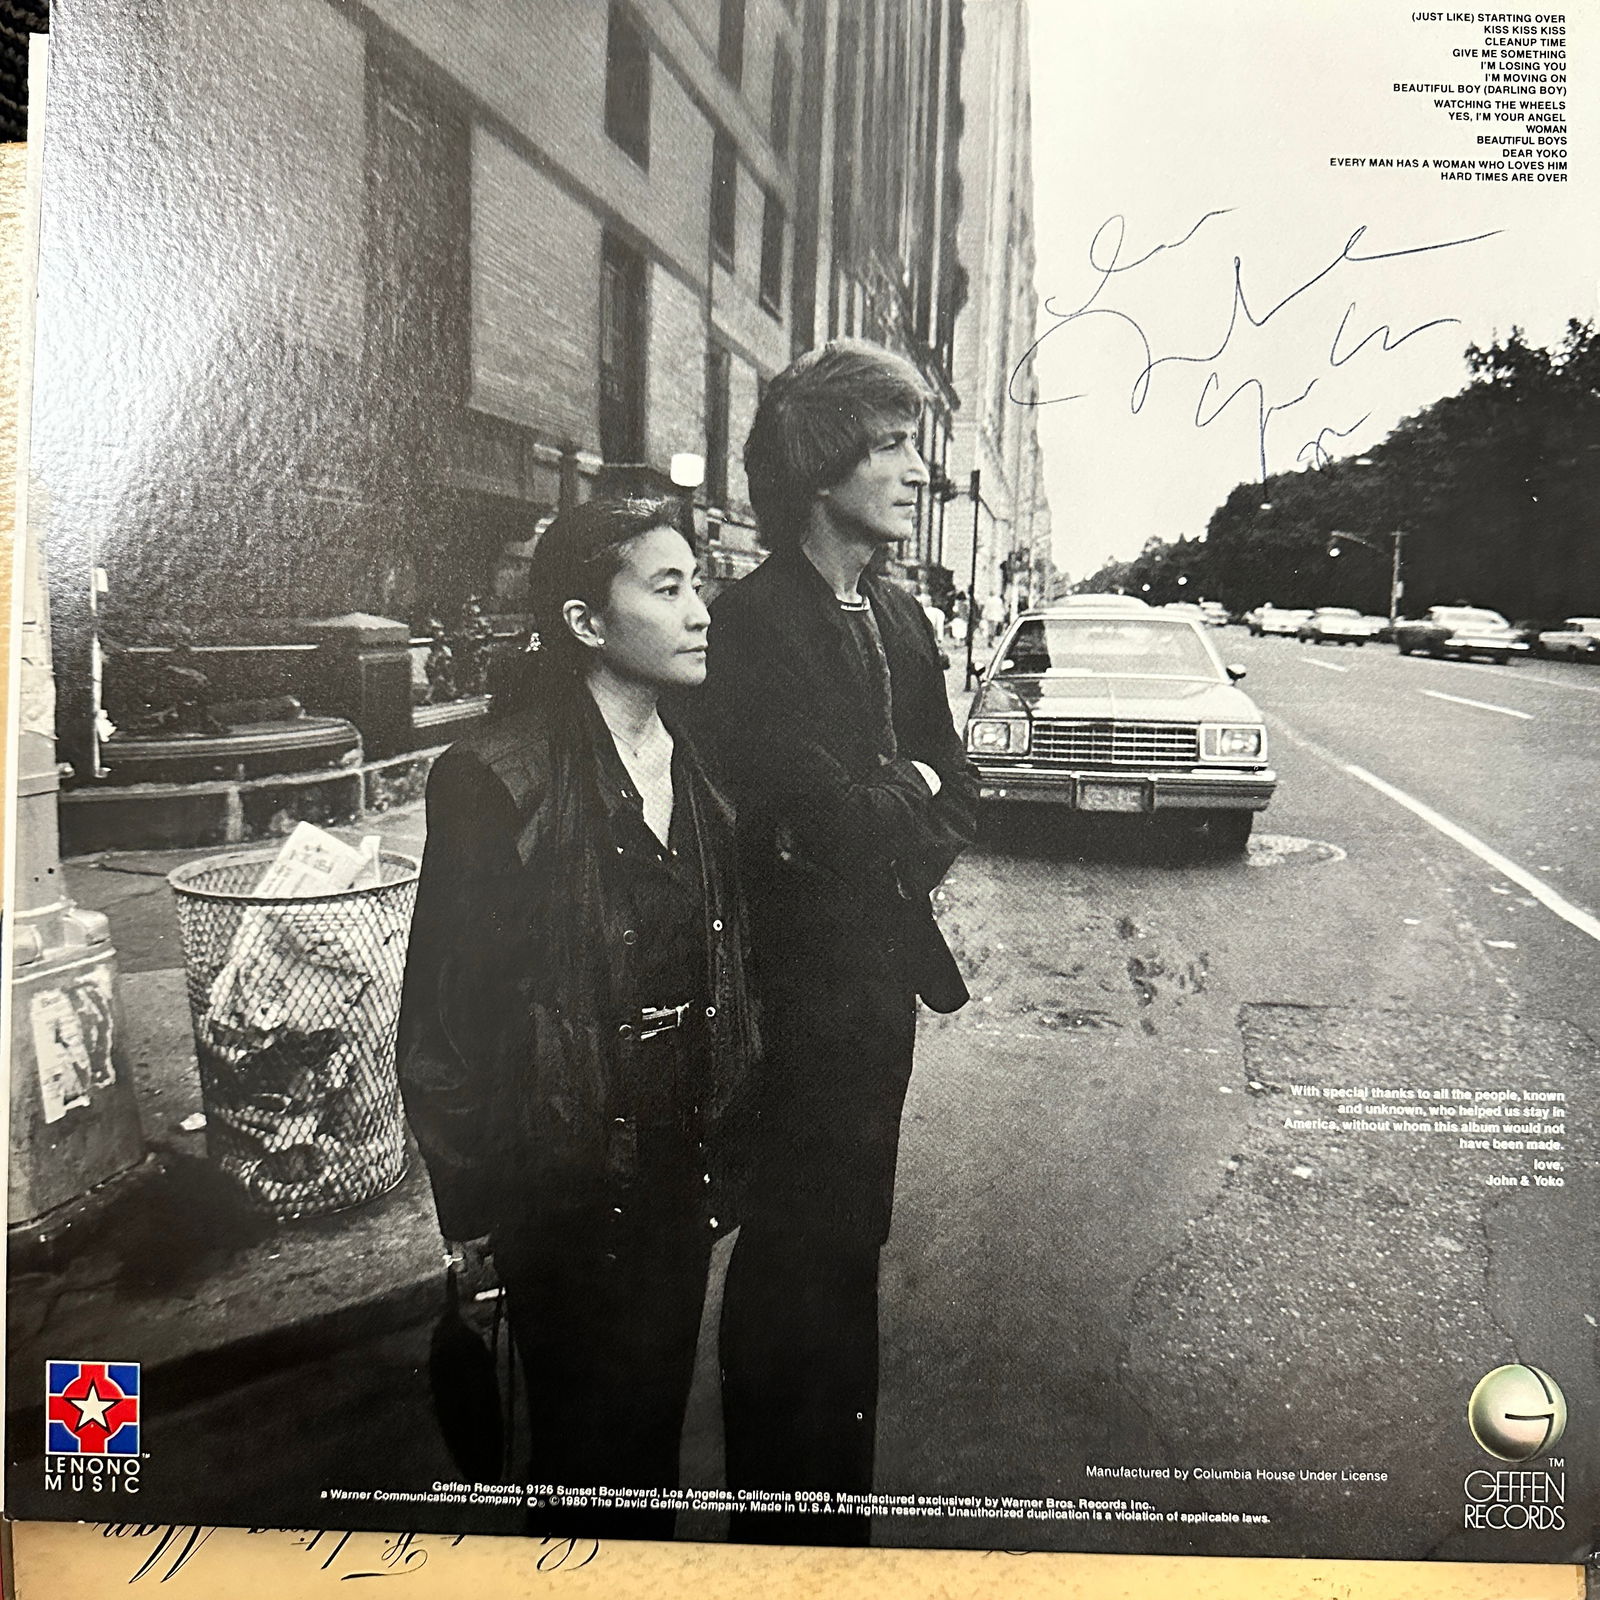 (JUST LIKE) STARTING OVER
KISS KISS KISS
CLEANUP TIME
GIVE ME SOMETHING
I'M LOSING YOU
I'M MOVING ON
BEAUTIFUL BOY (DARLING BOY)
WATCHING THE WHEELS
YES, I'M YOUR ANGEL
WOMAN
BEAUTIFUL BOYS
DEAR YOKO
EVERY MAN HAS A WOMAN WHO LOVES HIM
HARD TIMES ARE OVER
With special thanks to all the people, known
and unknown, who helped us stay in
America, without whom this album would not
have been made.
love,
John & Yoko
LENONO™
MUSIC
Manufactured by Columbia House Under License
G
TM
GEFFEN
RECORDS
Geffen Records, 9126 Sunset Boulevard, Los Angeles, California 90069. Manufactured exclusively by Warner Bros. Records Inc.,
a Warner Communications Company ©1980 The David Geffen Company. Made in U.S.A. All rights reserved. Unauthorized duplication is a violation of applicable laws.